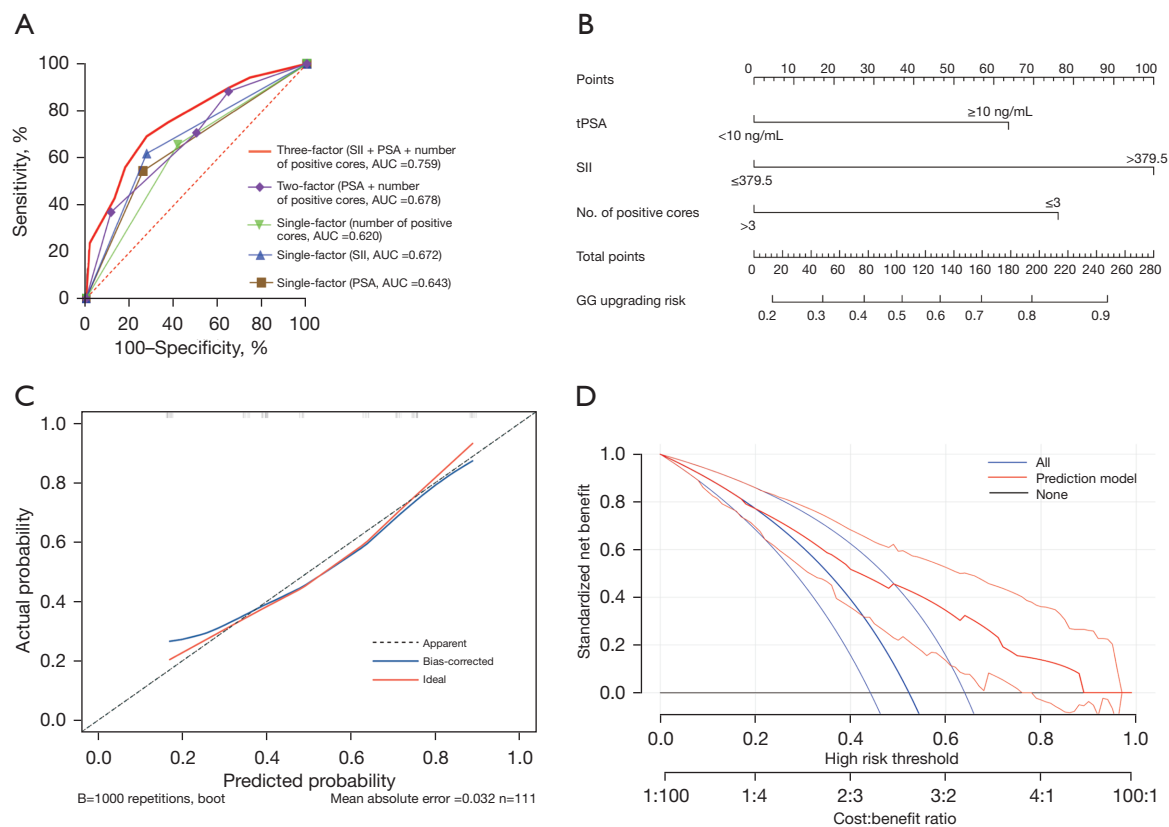 A
100
80
60
40
20
0
Sensitivity, %
0 20 40 60 80 100
100–Specificity, %
Three-factor (SII + PSA + number
of positive cores, AUC =0.759)
Two-factor (PSA + number
of positive cores, AUC =0.678)
Single-factor (number of positive
cores, AUC =0.620)
Single-factor (SII, AUC =0.672)
Single-factor (PSA, AUC =0.643)
B
Points
0 10 20 30 40 50 60 70 80 90 100
tPSA
≥10 ng/mL
<10 ng/mL
SII
>379.5
≤379.5
No. of positive cores
≤3
>3
Total points
0 20 40 60 80 100 120 140 160 180 200 220 240 260 280
GG upgrading risk
0.2 0.3 0.4 0.5 0.6 0.7 0.8 0.9
C
1.0
0.8
0.6
0.4
0.2
0.0
Actual probability
Apparent
Bias-corrected
Ideal
0.0 0.2 0.4 0.6 0.8 1.0
Predicted probability
B=1000 repetitions, boot
Mean absolute error =0.032 n=111
D
1.0
0.8
0.6
0.4
0.2
0.0
Standardized net benefit
All
Prediction model
None
0.0 0.2 0.4 0.6 0.8 1.0
High risk threshold
1:100 1:4 2:3 3:2 4:1 100:1
Cost:benefit ratio